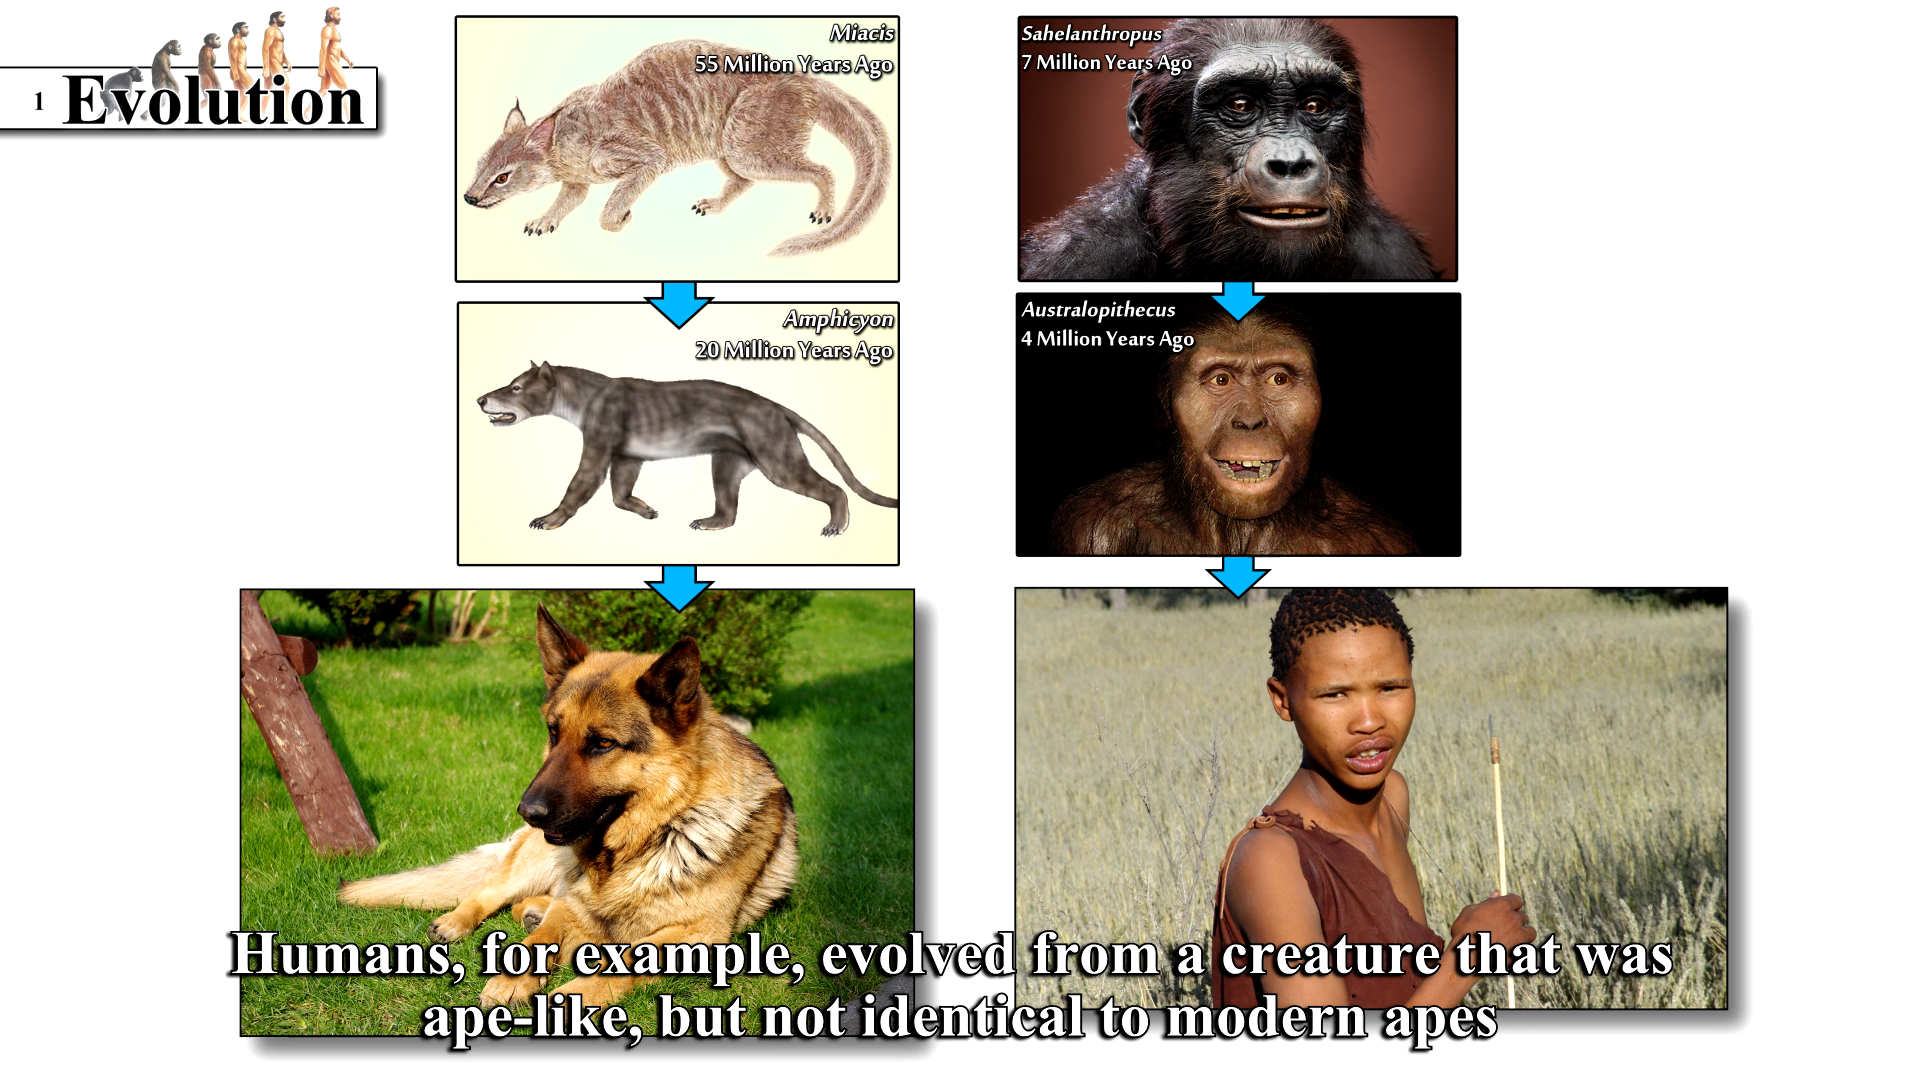 1 Evolution
Miacis
55 Million Years Ago
Amphicyon
20 Million Years Ago
Sahelanthropus
7 Million Years Ago
Australopithecus
4 Million Years Ago
Humans, for example, evolved from a creature that was
ape-like, but not identical to modern apes